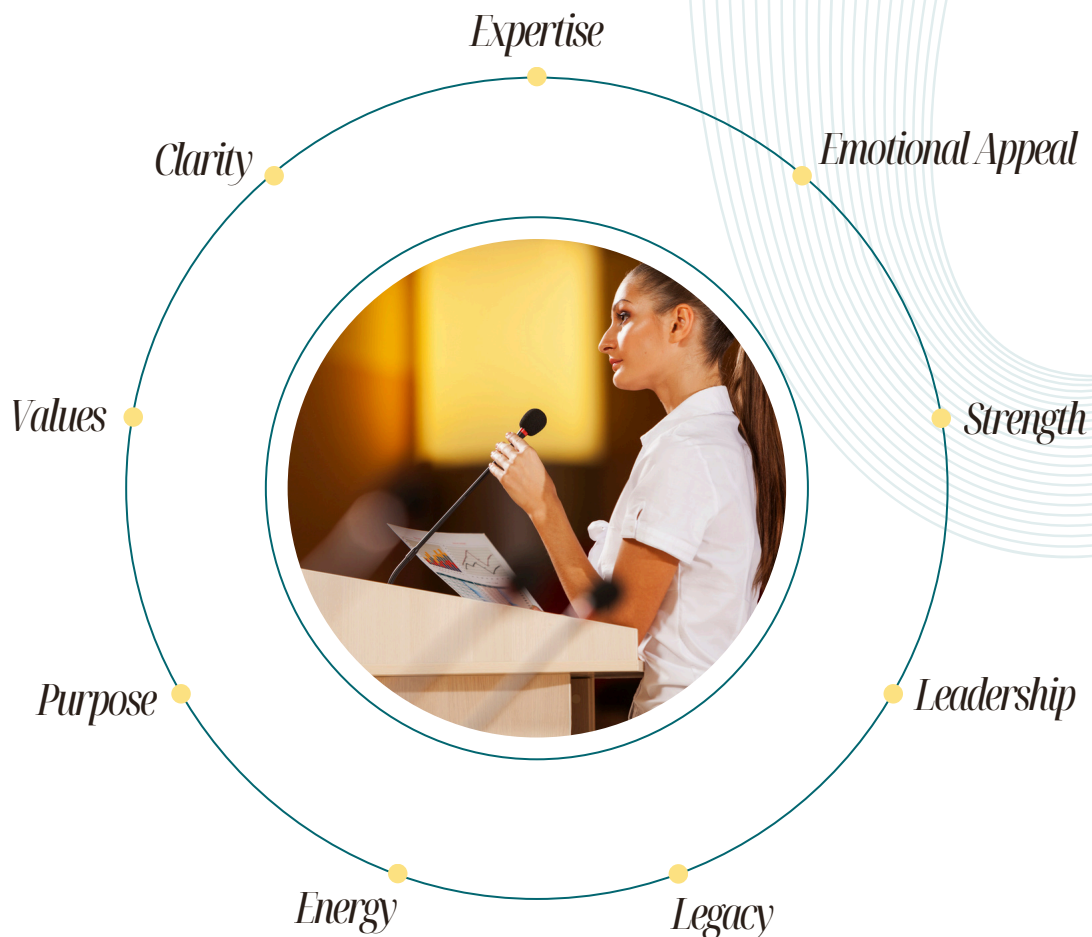 Expertise
Emotional Appeal
Strength
Leadership
Legacy
Energy
Purpose
Values
Clarity